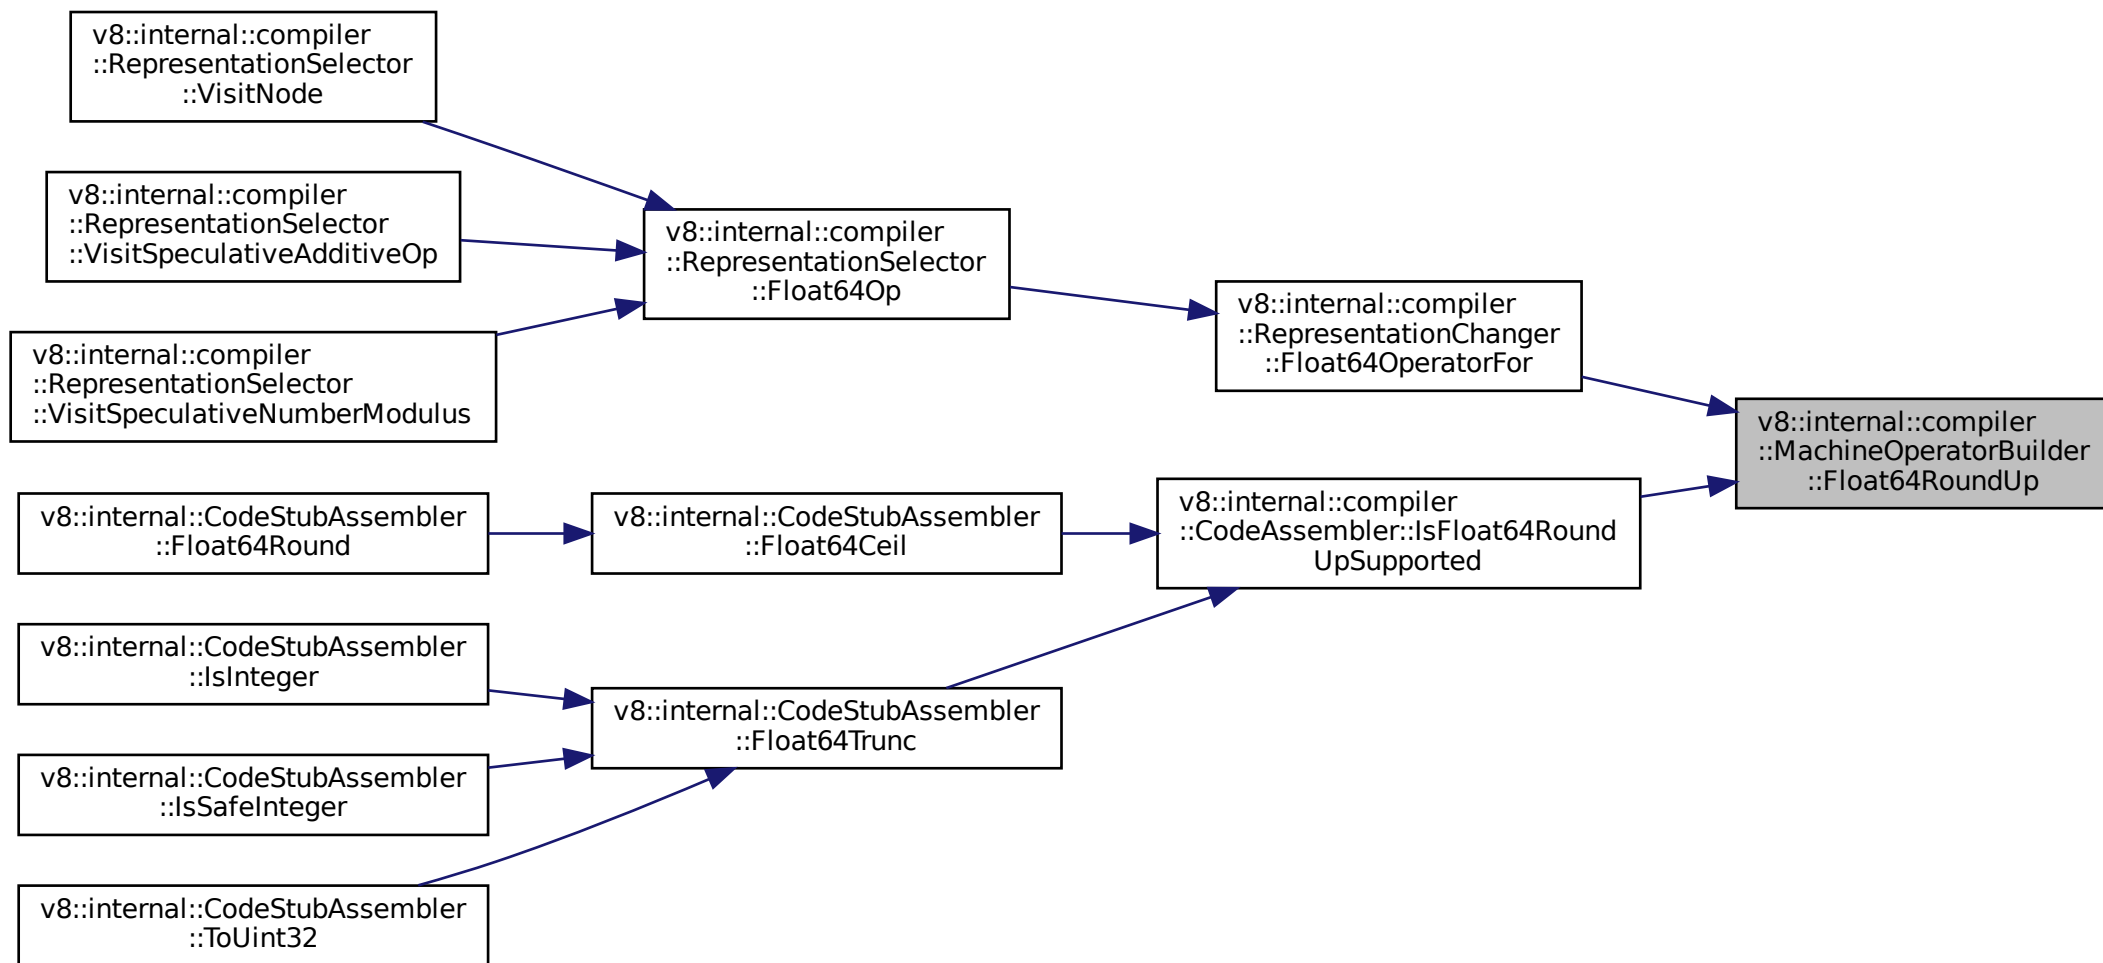 v8::internal::compiler
::RepresentationSelector
::VisitNode
v8::internal::compiler
::RepresentationSelector
::VisitSpeculativeAdditiveOp
v8::internal::compiler
::RepresentationSelector
::VisitSpeculativeNumberModulus
v8::internal::CodeStubAssembler
::Float64Round
v8::internal::CodeStubAssembler
::IsInteger
v8::internal::CodeStubAssembler
::IsSafeInteger
v8::internal::CodeStubAssembler
::ToUint32
v8::internal::compiler
::RepresentationSelector
::Float64Op
v8::internal::CodeStubAssembler
::Float64Ceil
v8::internal::CodeStubAssembler
::Float64Trunc
v8::internal::compiler
::RepresentationChanger
::Float64OperatorFor
v8::internal::compiler
::CodeAssembler::IsFloat64Round
UpSupported
v8::internal::compiler
::MachineOperatorBuilder
::Float64RoundUp